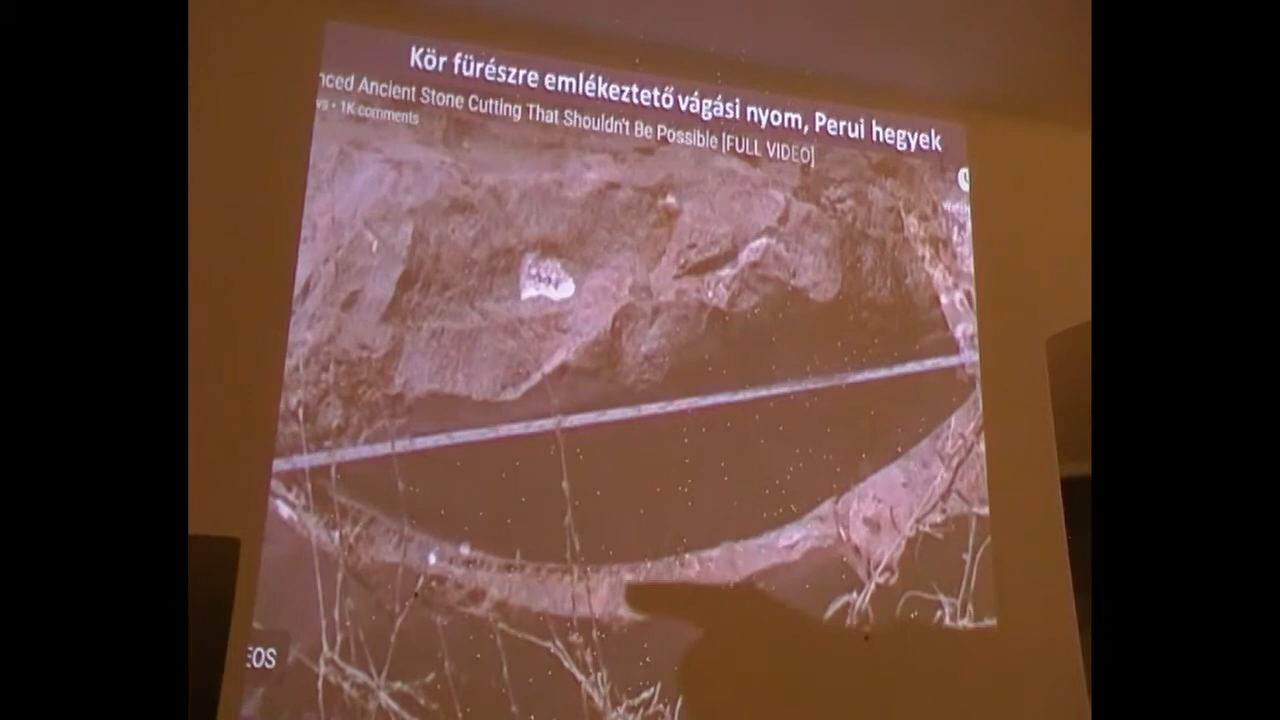 Kör fűrészre emlékeztető vágási nyom, Perui hegyek
nced Ancient Stone Cutting That Shouldn't Be Possible [FULL VIDEO]
ws • 1K comments
EOS